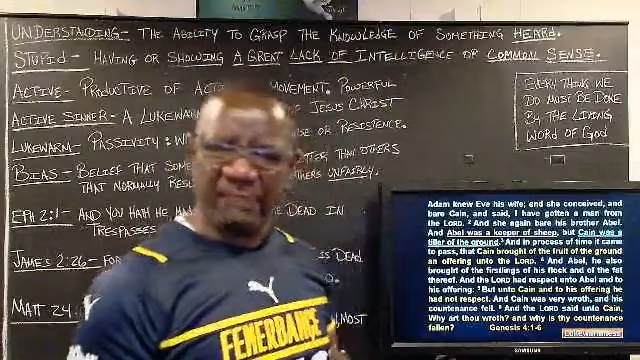 UNDERSTANDING- THE ABILITY TO GRASP THE KNOWLEDGE OF SOMETHING HEARD.
STUPID- HAVING OR SHOWING A GREAT LACK OF INTELLIGENCE OR COMMON SENSE.
ACTIVE- PRODUCTIVE OF ACT MOVEMENT. POWERFUL
ACTIVE SINNER- A LUKEWARM OF JESUS CHRIST
LUKEWARM- PASSIVITY: OR RESISTENCE.
BIAS- BELIEF THAT SOME THAN OTHERS
THAT NORMALLY OTHERS UNFAIRLY.
EPH 2:1- AND YOU HATH HE DEAD IN
TRESPASSES
JAMES 2:26- FOR IS DEAD.
MATT 24: MOST
EVERYTHING WE
DO MUST BE DONE
BY THE LIVING
WORD OF GOD
Adam knew Eve his wife; and she conceived, and
bare Cain, and said, I have gotten a man from
the LORD. 2 And she again bare his brother Abel.
And Abel was a keeper of sheep, but Cain was a
tiller of the ground. 3 And in process of time it came
to pass, that Cain brought of the fruit of the ground
an offering unto the LORD. 4 And Abel, he also
brought of the firstlings of his flock and of the fat
thereof. And the LORD had respect unto Abel and to
his offering: 5 But unto Cain and to his offering he
had not respect. And Cain was very wroth, and his
countenance fell. 6 And the LORD said unto Cain,
Why art thou wroth? and why is thy countenance
fallen? Genesis 4:1-6
Lukewarmness
SAMSUNG
PUMA
FENERBAHÇE